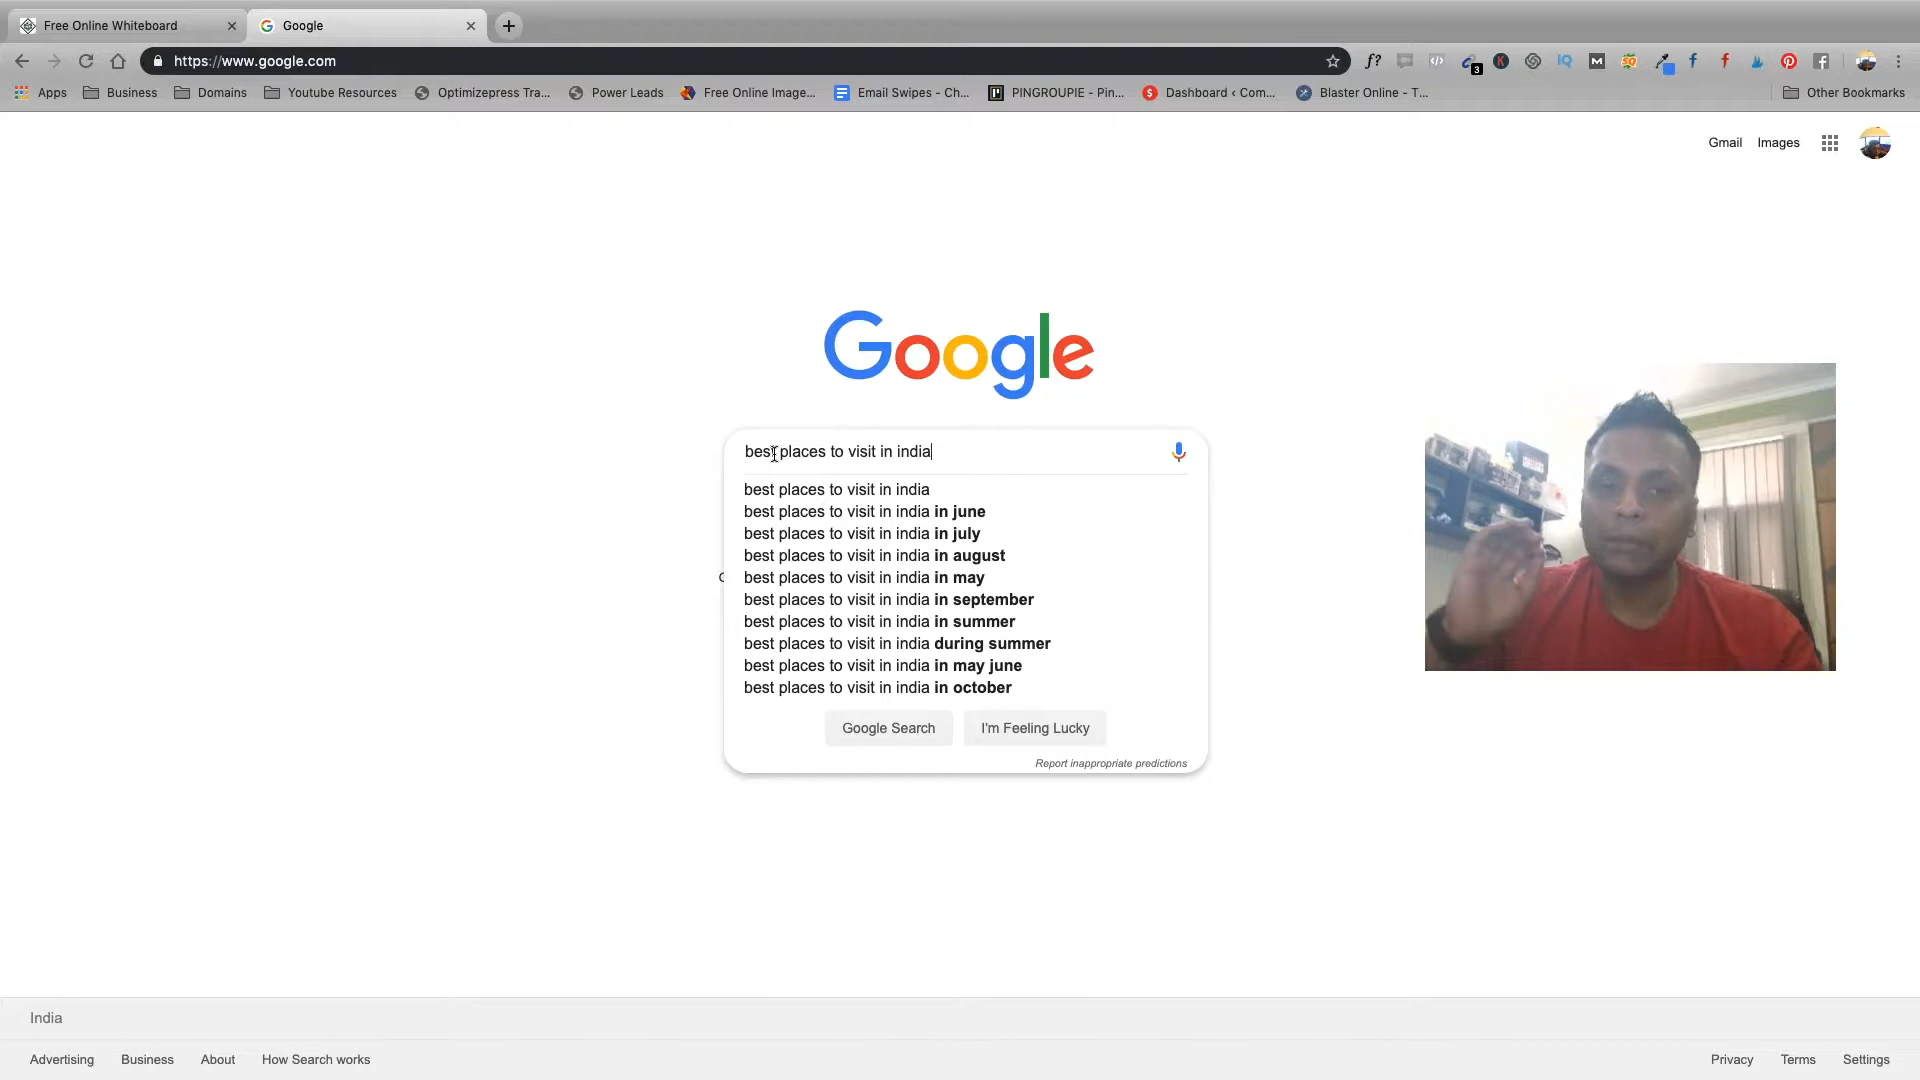 Free Online Whiteboard
Google
https://www.google.com
Apps Business Domains Youtube Resources Optimizepress Tra... Power Leads Free Online Image... Email Swipes - Ch... PINGROUPIE - Pin... Dashboard ‹ Com... Blaster Online - T... Other Bookmarks
Gmail Images
Google
best places to visit in india
best places to visit in india
best places to visit in india in june
best places to visit in india in july
best places to visit in india in august
best places to visit in india in may
best places to visit in india in september
best places to visit in india in summer
best places to visit in india during summer
best places to visit in india in may june
best places to visit in india in october
Google Search I'm Feeling Lucky
Report inappropriate predictions
India
Advertising Business About How Search works Privacy Terms Settings